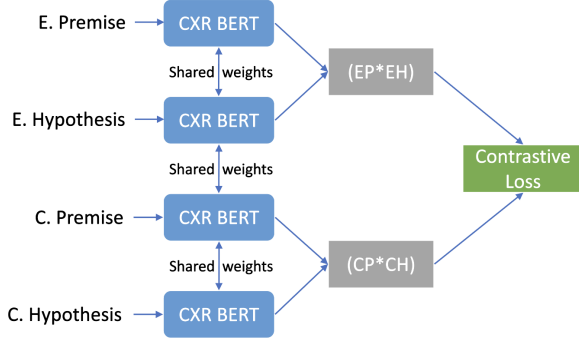 E. Premise
CXR BERT
Shared weights
(EP*EH)
E. Hypothesis
CXR BERT
Shared weights
Contrastive
Loss
C. Premise
CXR BERT
Shared weights
(CP*CH)
C. Hypothesis
CXR BERT